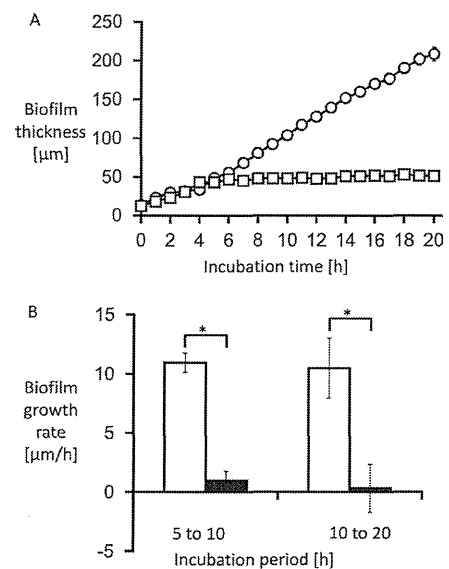 A
Biofilm
thickness
[µm]
250
200
150
100
50
0
0 2 4 6 8 10 12 14 16 18 20
Incubation time [h]
B
Biofilm
growth
rate
[µm/h]
15
10
5
0
-5
*
*
5 to 10
10 to 20
Incubation period [h]